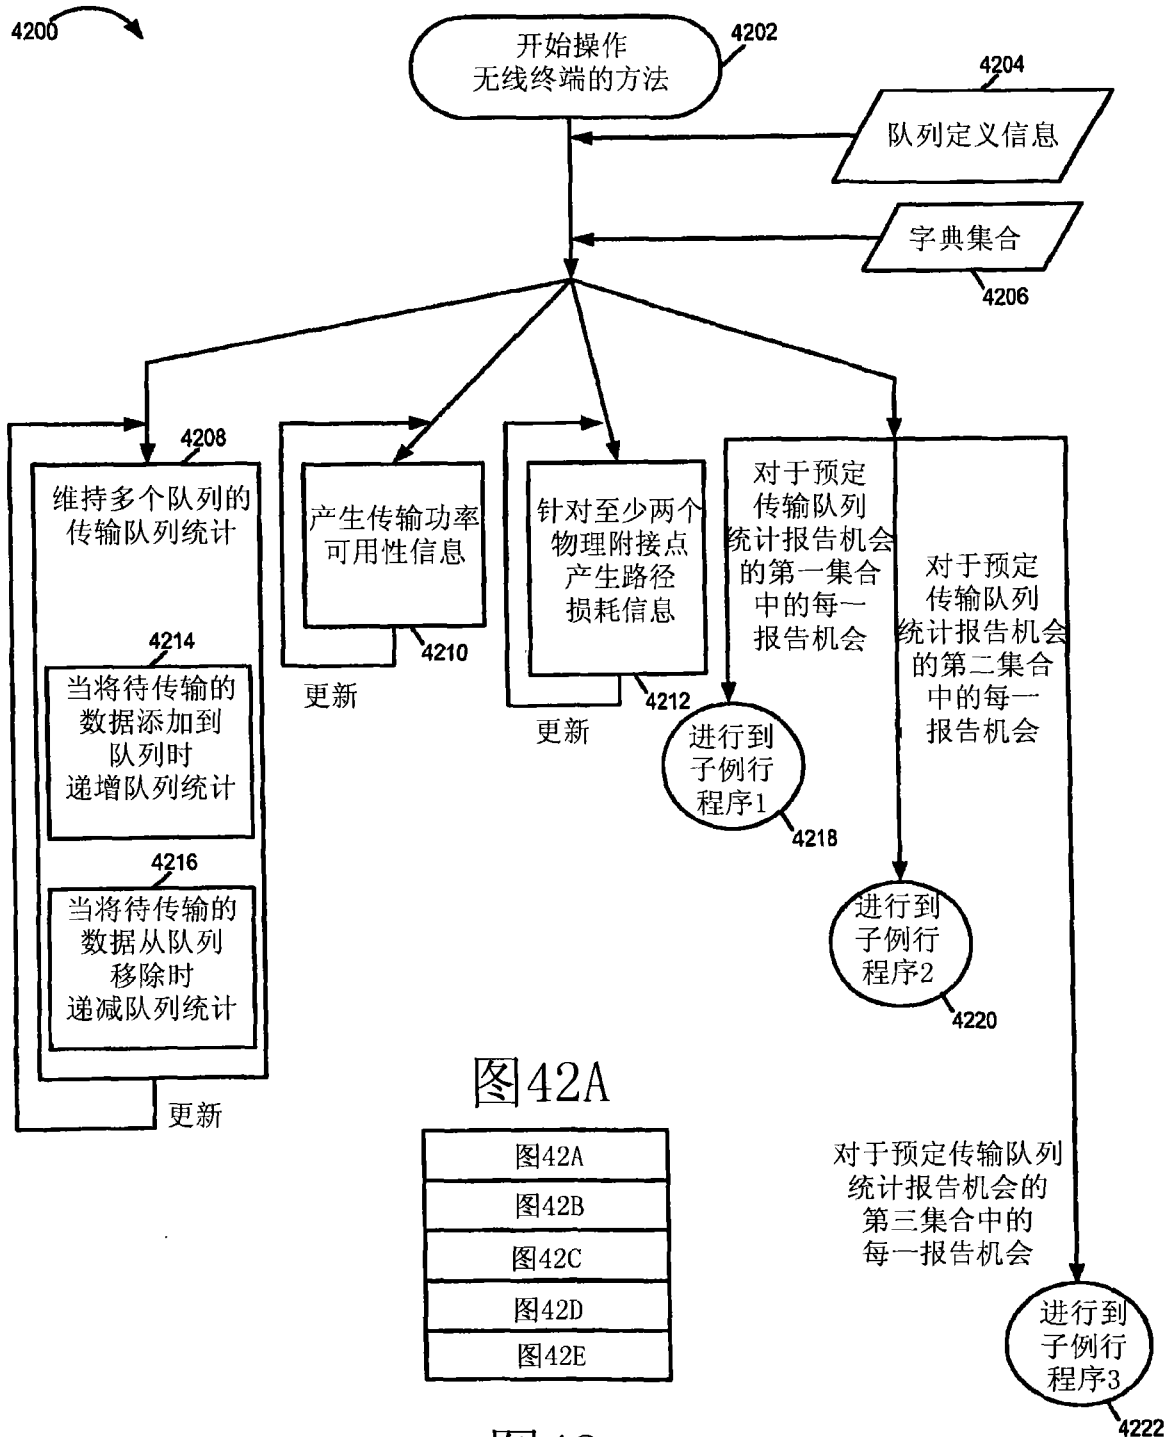 4200
开始操作
无线终端的方法
4202
4204
队列定义信息
字典集合
4206
4208
维持多个队列的
传输队列统计
4214
当将待传输的
数据添加到
队列时
递增队列统计
4216
当将待传输的
数据从队列
移除时
递减队列统计
更新
产生传输功率
可用性信息
4210
更新
针对至少两个
物理附接点
产生路径
损耗信息
4212
更新
对于预定
传输队列
统计报告机会
的第一集合
中的每一
报告机会
进行到
子例行
程序1
4218
对于预定
传输队列
统计报告机会
的第二集合
中的每一
报告机会
进行到
子例行
程序2
4220
对于预定传输队列
统计报告机会的
第三集合中的
每一报告机会
进行到
子例行
程序3
4222
图42A
图42A
图42B
图42C
图42D
图42E